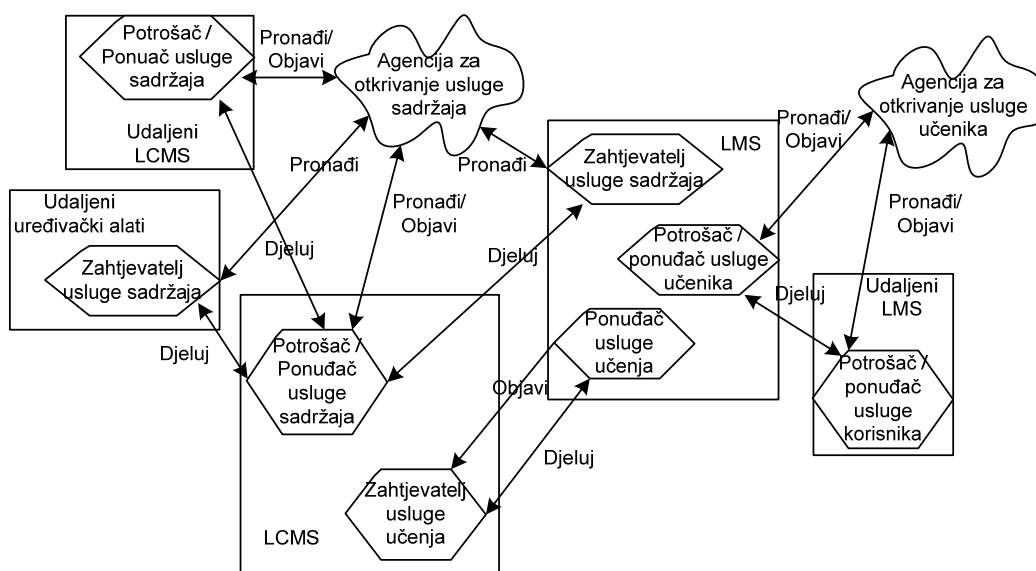 Potrošač /
Ponuač usluge
sadržaja
Udaljeni
LCMS
Pronađi/
Objavi
Agencija za
otkrivanje usluge
sadržaja
Pronađi
Pronađi
Pronađi/
Objavi
LMS
Zahtjevatelj
usluge sadržaja
Potrošač /
ponuđač usluge
učenika
Ponuđač
usluge
učenja
Pronađi/
Objavi
Agencija za
otkrivanje usluge
učenika
Pronađi/
Objavi
Udaljeni
uređivački alati
Zahtjevatelj
usluge sadržaja
Djeluj
Djeluj
Djeluj
Djeluj
Udaljeni
LMS
Potrošač /
ponuđač
usluge
korisnika
Djeluj
Potrošač /
Ponuđač
usluge
sadržaja
Objavi
Djeluj
Zahtjevatelj
usluge
učenja
LCMS